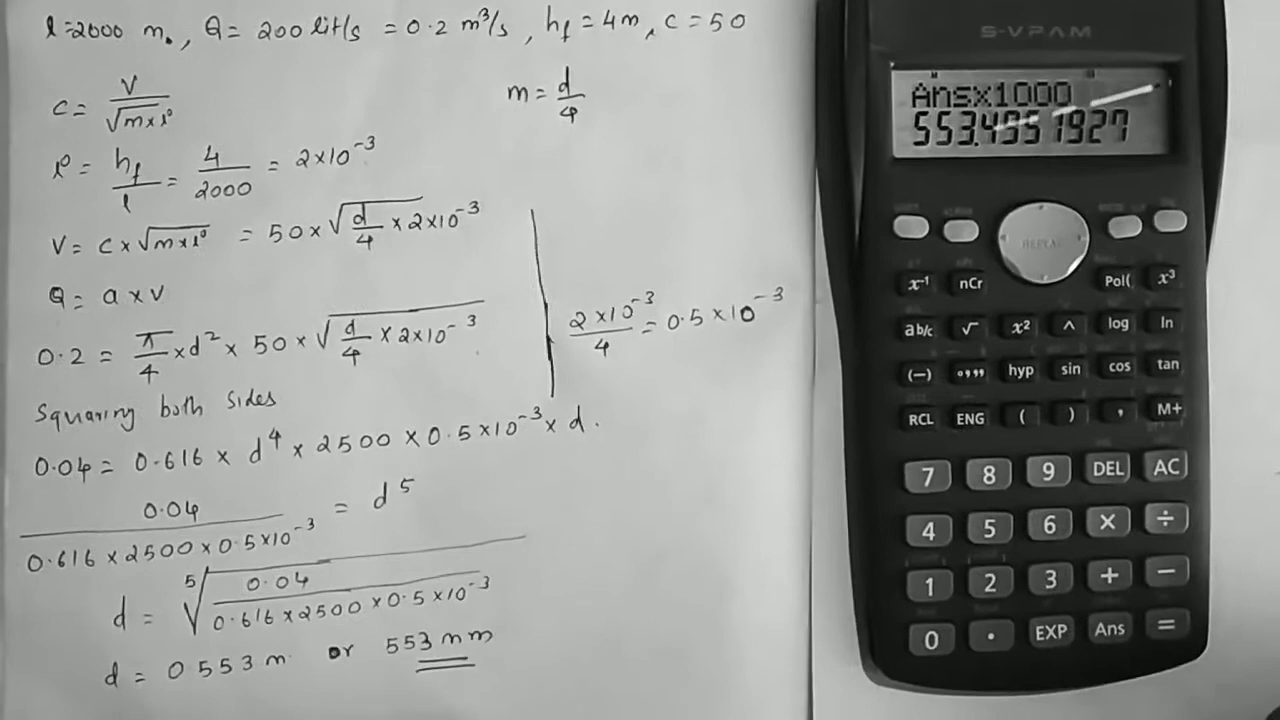 l=2000 m., Q= 200 lit/s = 0.2 m³/s, hf = 4m, C = 50
C = V/√m×i
m = d/4
i = hf/l = 4/2000 = 2×10⁻³
V = C×√m×i = 50×√d/4 × 2×10⁻³
Q = a×v
0.2 = π/4 × d² × 50 × √d/4 × 2×10⁻³
2×10⁻³/4 = 0.5×10⁻³
Squaring both sides
0.04 = 0.616 × d⁴ × 2500 × 0.5×10⁻³ × d.
0.04/0.616×2500×0.5×10⁻³ = d⁵
d = ⁵√0.04/0.616×2500×0.5×10⁻³
d = 0.553 m. or 553 mm
S-VPAM
Ans×1000
553.4951927
REPLAY
x⁻¹ nCr Pol( x³
ab/c √ x² ^ log ln
(−) °,,, hyp sin cos tan
RCL ENG ( ) , M+
7 8 9 DEL AC
4 5 6 × ÷
1 2 3 + −
0 . EXP Ans =